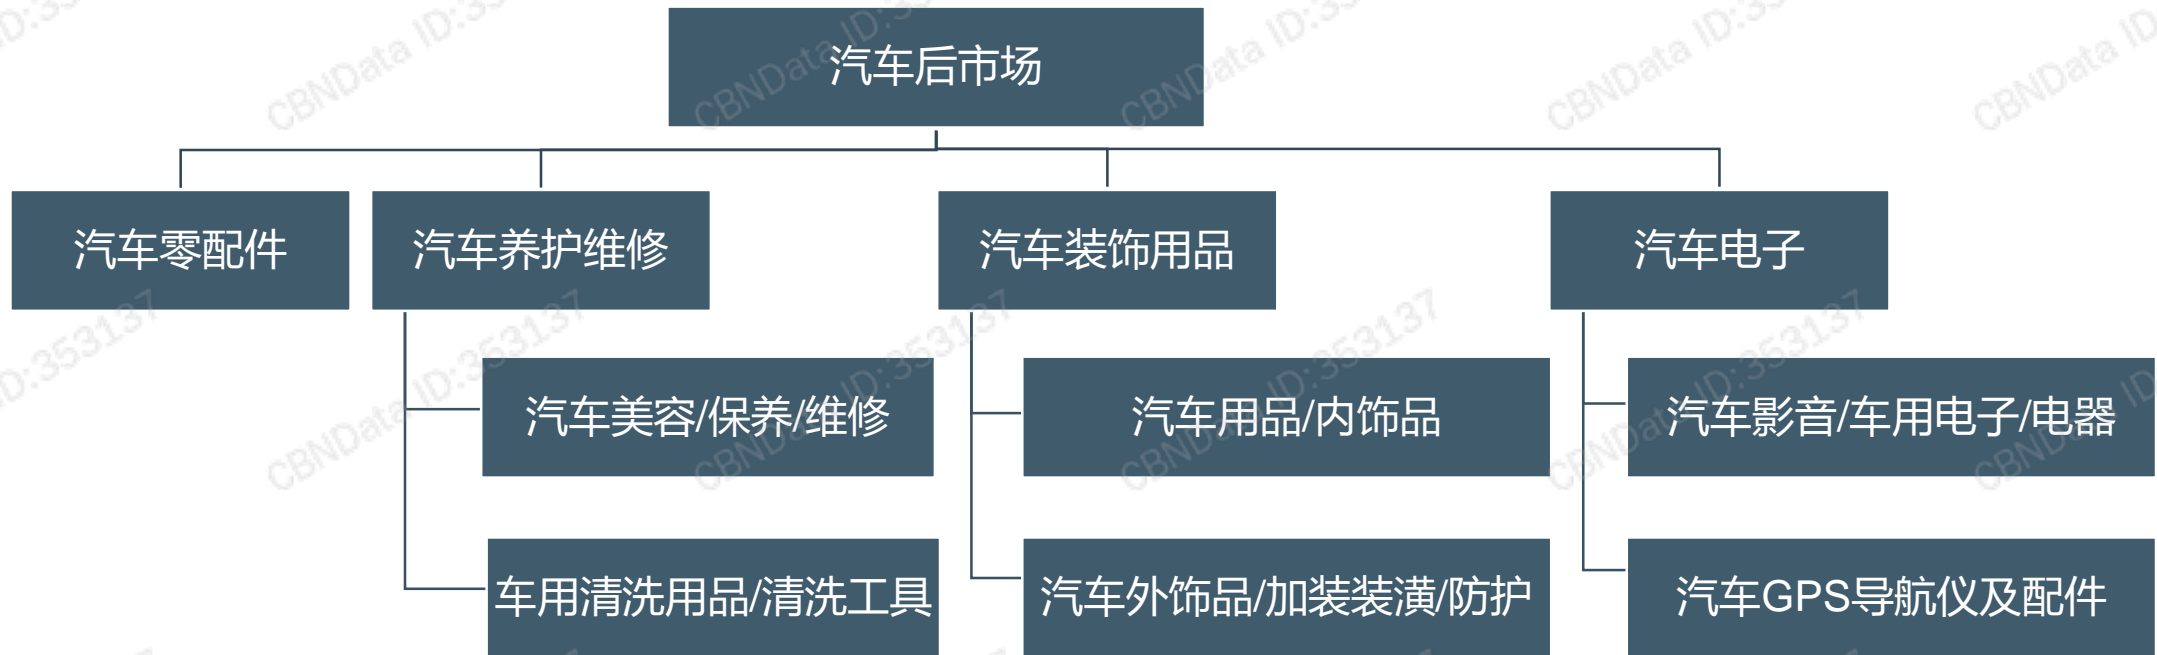 汽车后市场
汽车零配件
汽车养护维修
汽车装饰用品
汽车电子
汽车美容/保养/维修
汽车用品/内饰品
汽车影音/车用电子/电器
车用清洗用品/清洗工具
汽车外饰品/加装装潢/防护
汽车GPS导航仪及配件
CBNData ID:353137